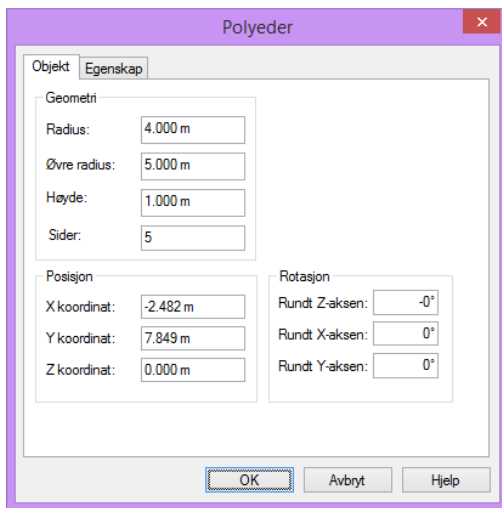 Polyeder
Objekt Egenskap
Geometri
Radius: 4.000 m
Øvre radius: 5.000 m
Høyde: 1.000 m
Sider: 5
Posisjon
X koordinat: -2.482 m
Y koordinat: 7.849 m
Z koordinat: 0.000 m
Rotasjon
Rundt Z-aksen: -0°
Rundt X-aksen: 0°
Rundt Y-aksen: 0°
OK Avbryt Hjelp